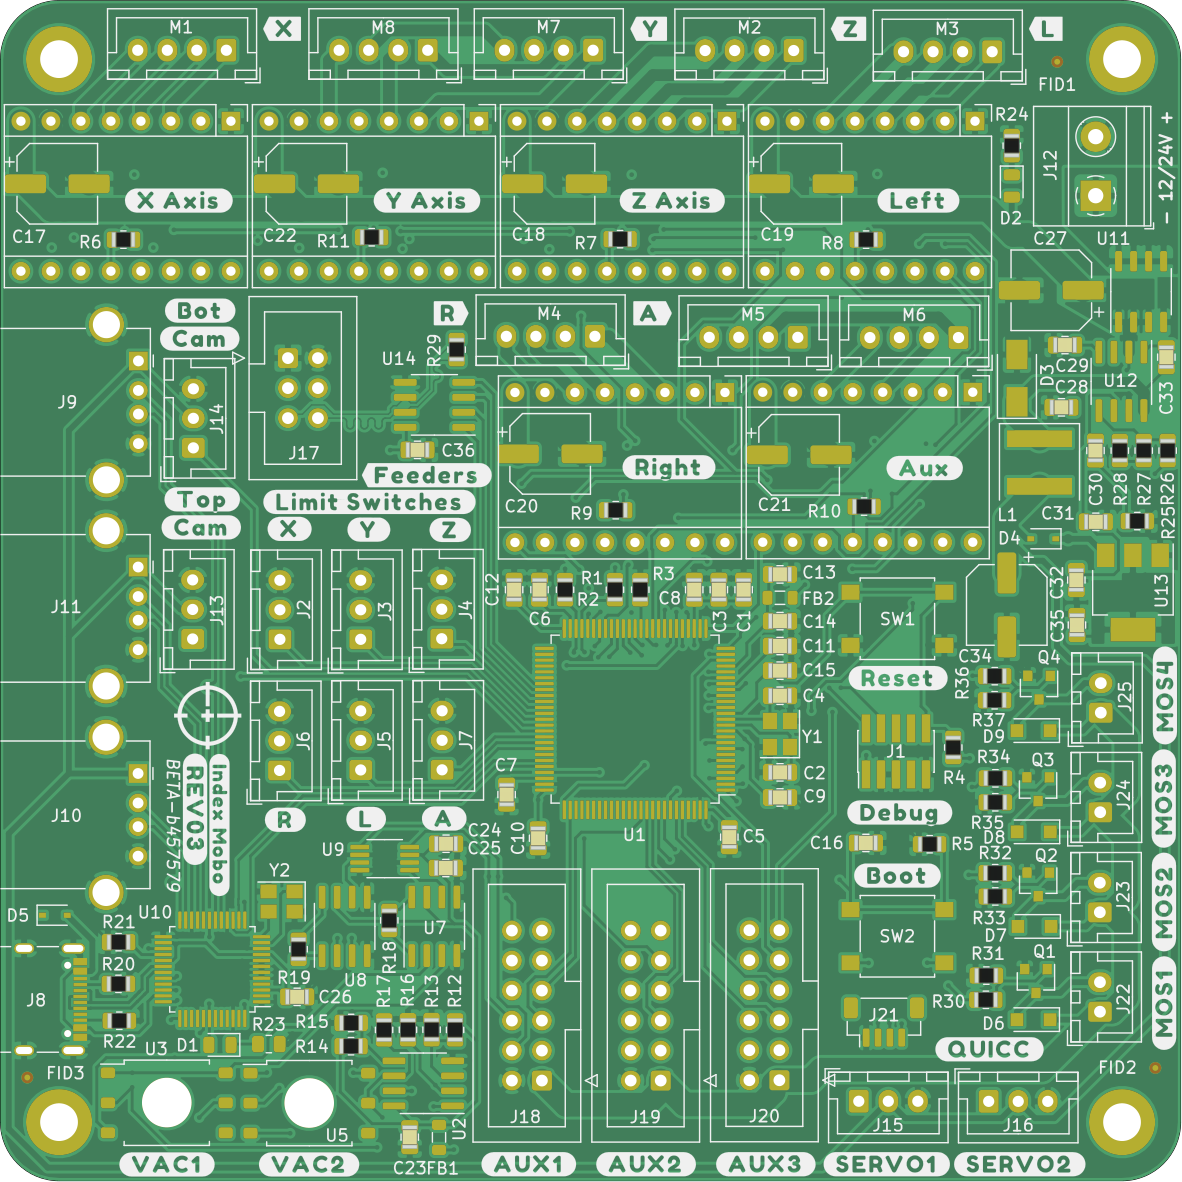 M1
X
M8
M7
Y
M2
Z
M3
L
FID1
R24
J12
- 12/24V +
D2
+
X Axis
C17
R6
+
Y Axis
C22
R11
+
Z Axis
C18
R7
+
Left
C19
R8
C27
U11
+
Bot
Cam
R
M4
A
M5
M6
R29
U14
J9
J14
J17
C36
Feeders
D3
C29
C28
U12
C33
+
Right
C20
R9
+
Aux
C21
R10
Top
Cam
Limit Switches
X
Y
Z
C30
R28
R27
R26
R25
L1
C31
D4
J11
J13
J2
J3
J4
C12
C6
R1
R2
R3
C8
C3
C1
C13
FB2
C14
C11
C15
C4
Y1
C2
C9
SW1
Reset
+
C34
C32
C35
U13
R36
Q4
R37
D9
J25
MOS4
J6
J5
J7
C7
C10
U1
C5
J1
R4
Debug
R34
Q3
R35
D8
J24
MOS3
J10
BETA-b457579
REV03
Index Mobo
R
L
A
C24
C25
U9
C16
R5
Boot
R32
Q2
R33
D7
J23
MOS2
Y2
D5
R21
U10
R20
R22
J8
R19
U8
R18
U7
C26
R17
R16
R13
R12
R15
R14
R23
D1
U3
SW2
R31
Q1
R30
D6
J22
MOS1
J21
QUICC
FID3
FID2
U5
U2
C23
FB1
J18
J19
J20
J15
J16
VAC1
VAC2
AUX1
AUX2
AUX3
SERVO1
SERVO2